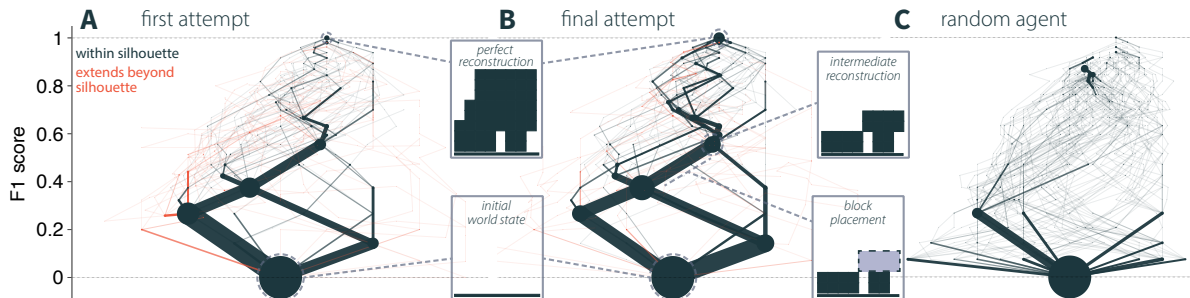 A first attempt
B final attempt
C random agent
F1 score
1
0.8
0.6
0.4
0.2
0
within silhouette
extends beyond
silhouette
perfect
reconstruction
initial
world state
intermediate
reconstruction
block
placement